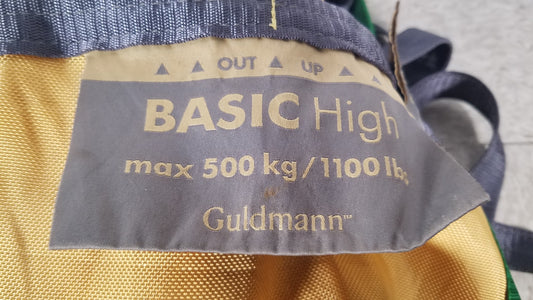 OUT UP
BASIC High
max 500 kg/1100 lbs
Guldmann™